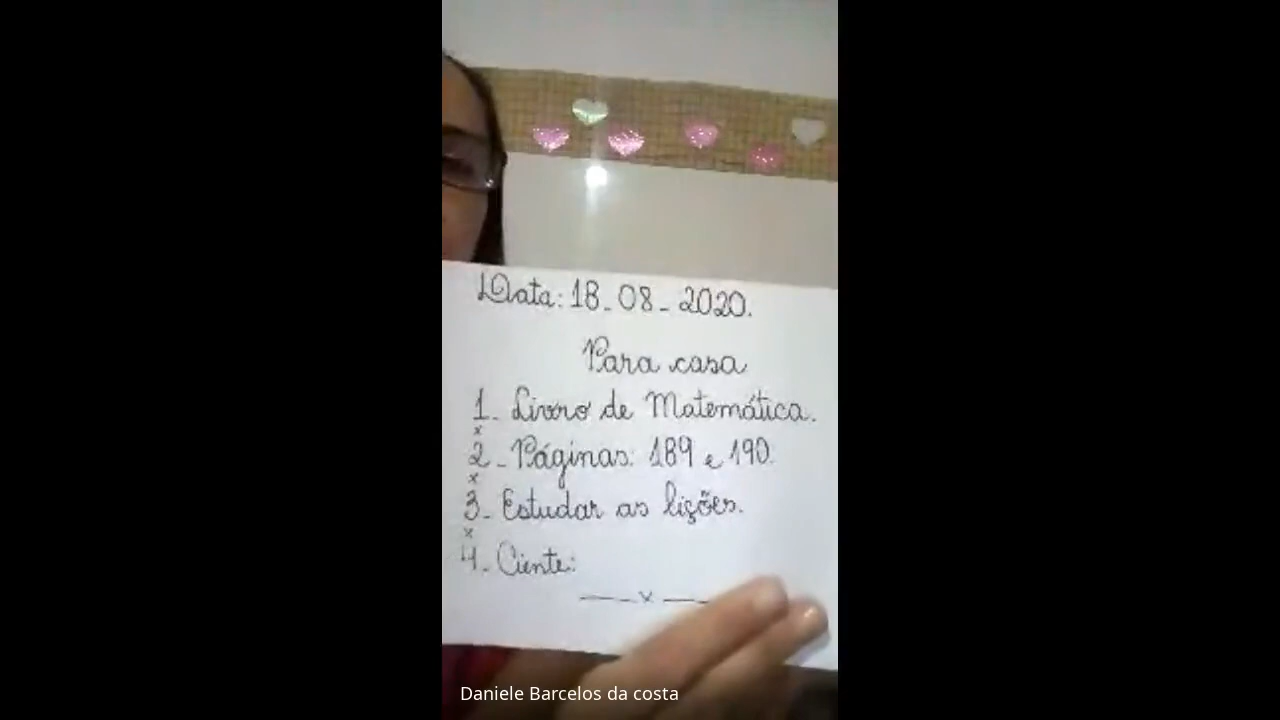 Data: 18-08-2020.
Para casa
1- Livro de Matemática.
x
2- Páginas: 189 e 190.
x
3- Estudar as lições.
x
4- Ciente:
___x___
Daniele Barcelos da costa